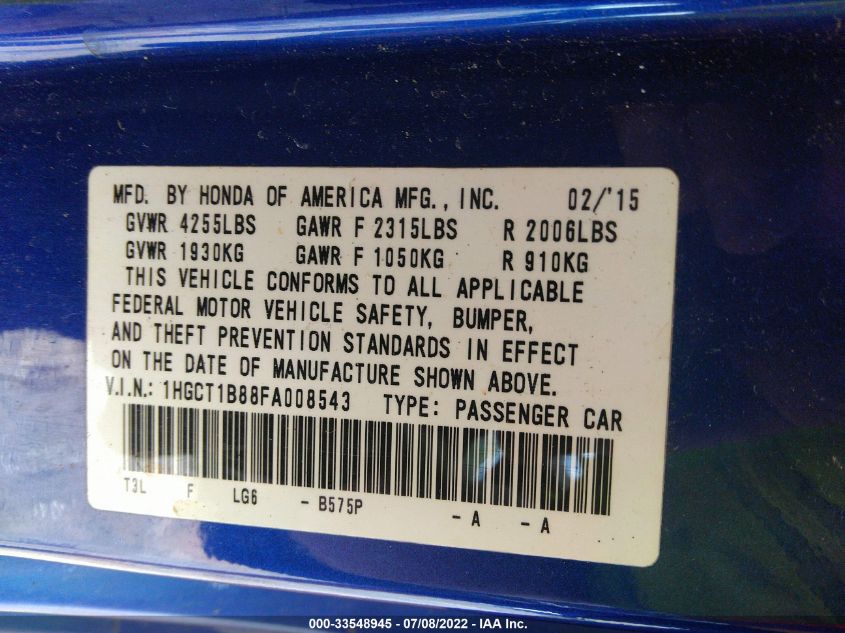 MFD. BY HONDA OF AMERICA MFG., INC. 02/'15
GVWR 4255LBS GAWR F 2315LBS R 2006LBS
GVWR 1930KG GAWR F 1050KG R 910KG
THIS VEHICLE CONFORMS TO ALL APPLICABLE
FEDERAL MOTOR VEHICLE SAFETY, BUMPER,
AND THEFT PREVENTION STANDARDS IN EFFECT
ON THE DATE OF MANUFACTURE SHOWN ABOVE.
V.I.N.: 1HGCT1B88FA008543 TYPE: PASSENGER CAR
T3L F LG6 - B575P - A - A
000-33548945 / 07/08/2022 - IAA Inc.